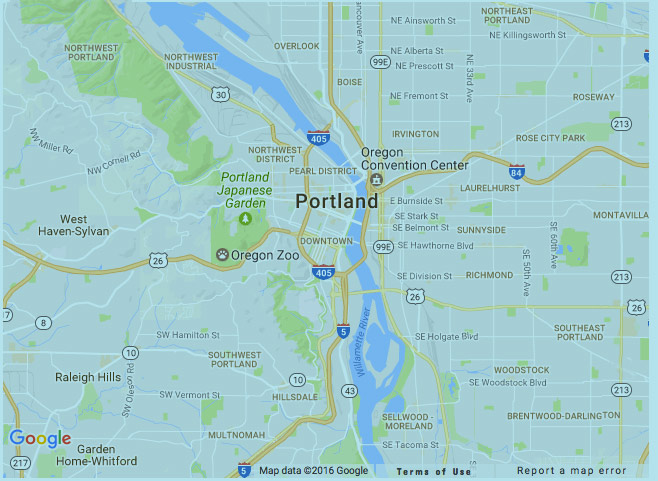 NORTHEAST
PORTLAND
NE Ainsworth St
NE Killingsworth St
ancouver Ave
OVERLOOK
NORTHWEST
PORTLAND
NORTHWEST
INDUSTRIAL
NE Alberta St
99E
NE Prescott St
NE 33rd Ave
BOISE
30
NE Fremont St
ROSEWAY
213
405
IRVINGTON
ROSE CITY PARK
NW Miller Rd
NW Cornell Rd
NORTHWEST
DISTRICT
Oregon
Convention Center
PEARL DISTRICT
84
Portland
Japanese
Garden
LAURELHURST
Portland
E Burnside St
SE Stark St
MONTAVILLA
West
Haven-Sylvan
SE Belmont St
SUNNYSIDE
DOWNTOWN
99E
SE Hawthorne Blvd
SE 60th Ave
SE 50th Ave
Oregon Zoo
26
405
SE Division St
RICHMOND
213
26
26
17
8
5
Willamette River
SE Holgate Blvd
SOUTHEAST
PORTLAND
SW Hamilton St
10
SOUTHWEST
PORTLAND
WOODSTOCK
Raleigh Hills
SW Oleson Rd
10
SE Woodstock Blvd
43
213
SW Vermont St
HILLSDALE
SELLWOOD -
MORELAND
BRENTWOOD-DARLINGTON
MULTNOMAH
Google
SE Tacoma St
Garden
Home-Whitford
217
5
Map data ©2016 Google
Terms of Use
Report a map error